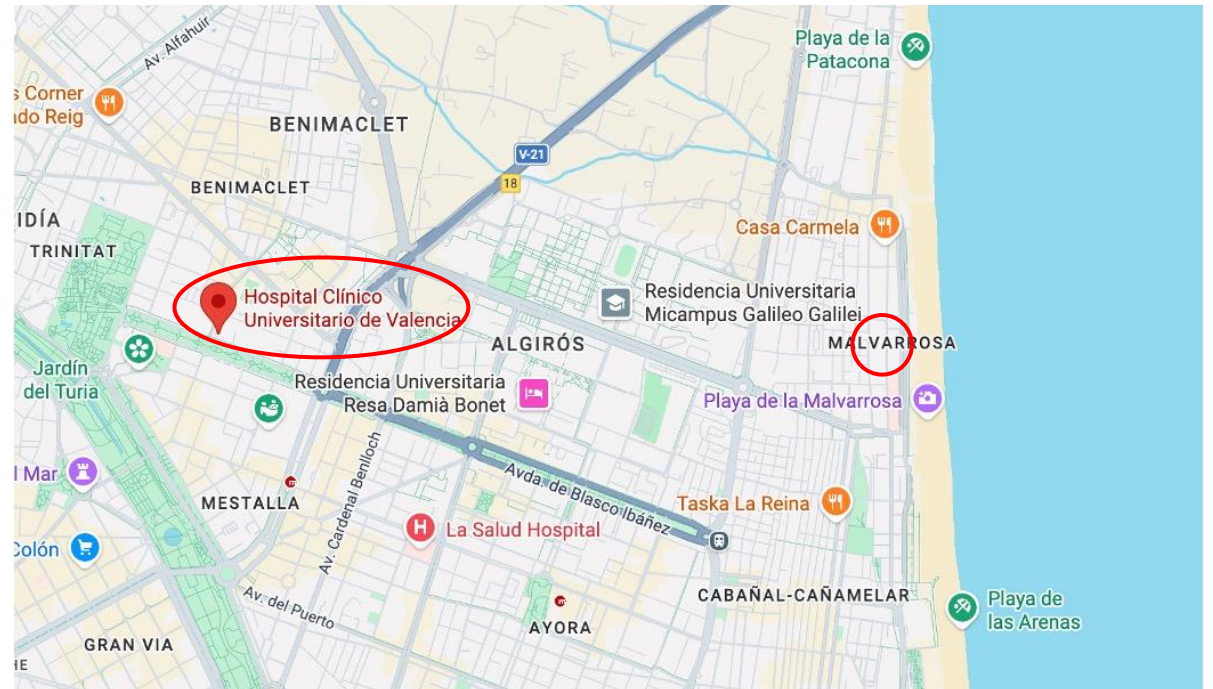 Av. Alfahuir
Playa de la
Patacona
s Corner
ado Reig
BENIMACLET
V-21
18
BENIMACLET
IDÍA
TRINITAT
Casa Carmela
Hospital Clínico
Universitario de Valencia
Residencia Universitaria
Micampus Galileo Galilei
ALGIRÓS
MALVARROSA
Jardín
del Turia
Residencia Universitaria
Resa Damià Bonet
Playa de la Malvarrosa
l Mar
MESTALLA
Av. Cardenal Benlloch
Avda. de Blasco Ibáñez
Taska La Reina
H
La Salud Hospital
Colón
Av. del Puerto
CABAÑAL-CAÑAMELAR
Playa de
las Arenas
AYORA
GRAN VIA
HE